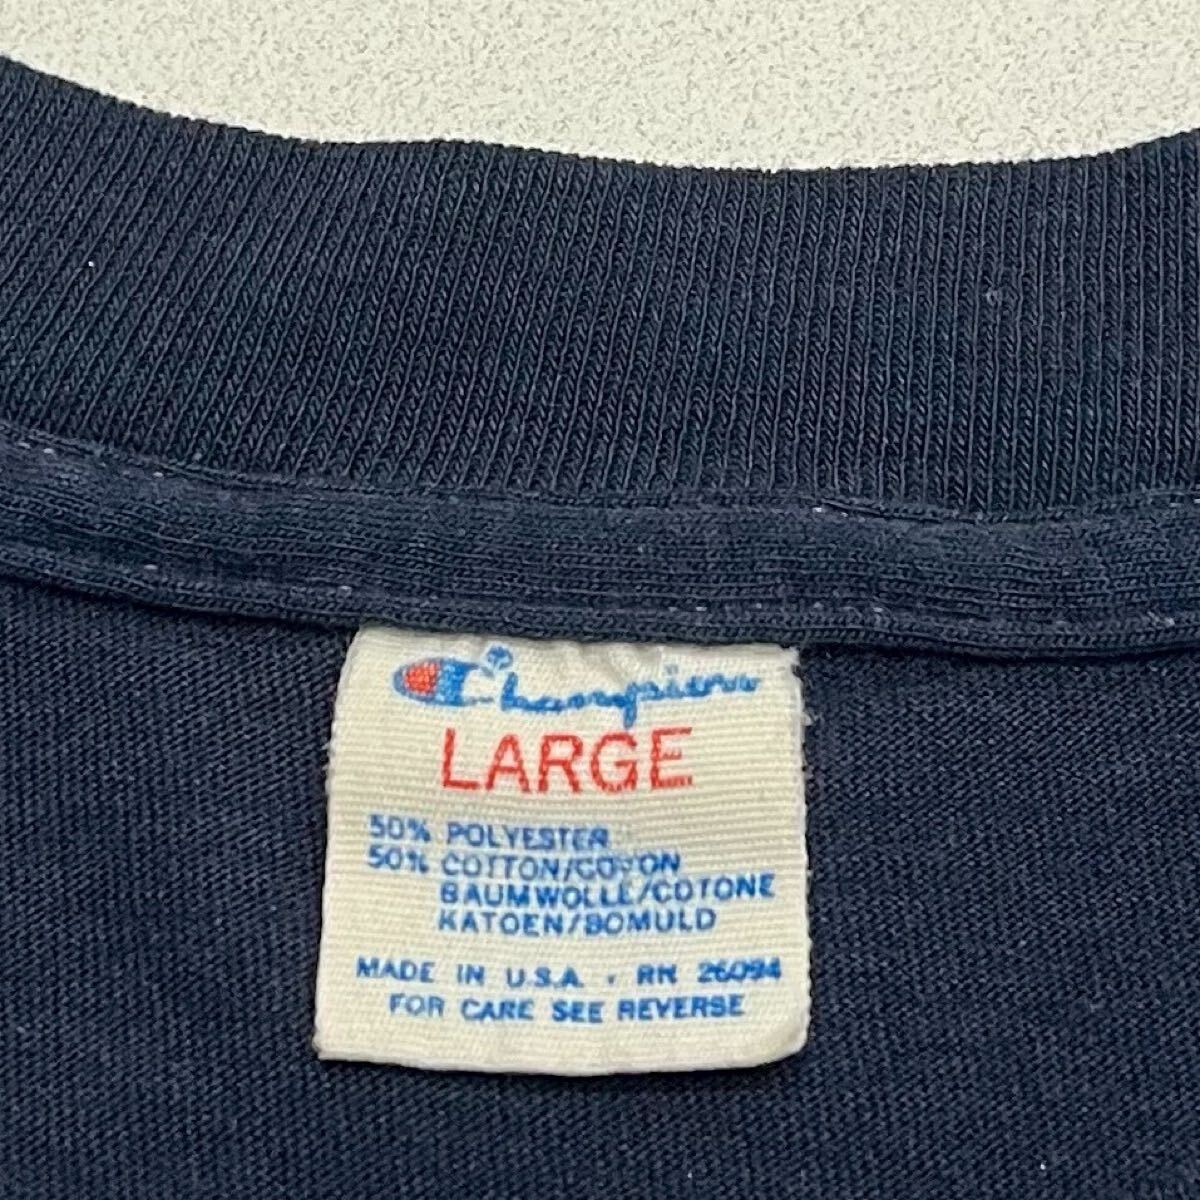 Champion
LARGE
50% POLYESTER
50% COTTON/COTON
BAUMWOLLE/COTONE
KATOEN/BOMULD
MADE IN U.S.A. · RN 26094
FOR CARE SEE REVERSE